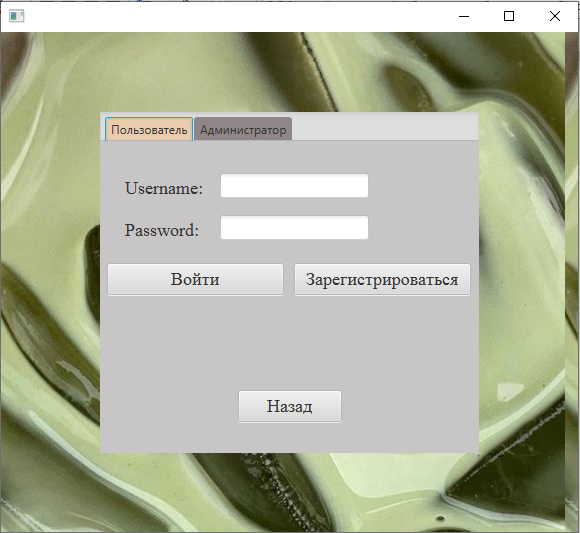 Пользователь Администратор
Username:
Password:
Войти Зарегистрироваться
Назад